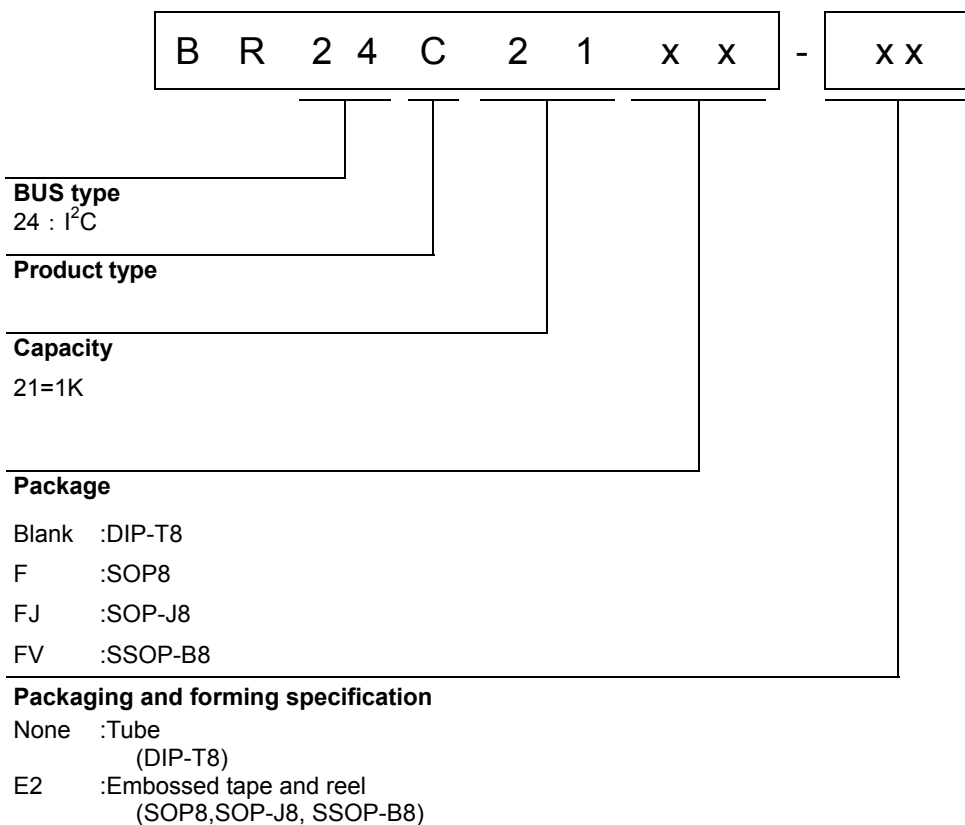 B R 2 4 C 2 1 x x - x x
BUS type
24 : I²C
Product type
Capacity
21=1K
Package
Blank :DIP-T8
F :SOP8
FJ :SOP-J8
FV :SSOP-B8
Packaging and forming specification
None :Tube
(DIP-T8)
E2 :Embossed tape and reel
(SOP8,SOP-J8, SSOP-B8)